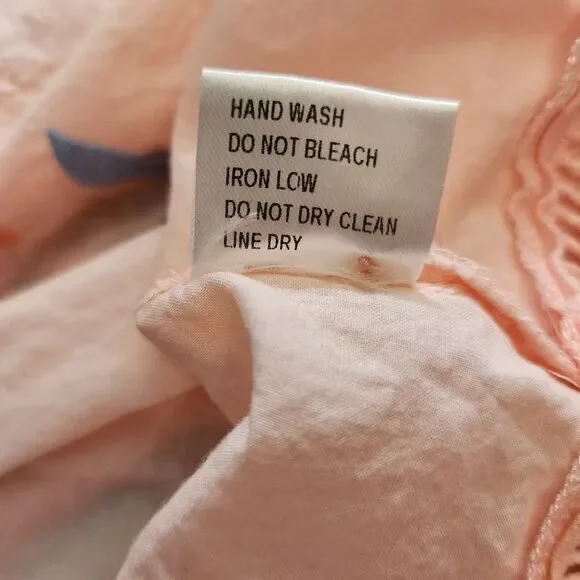 HAND WASH
DO NOT BLEACH
IRON LOW
DO NOT DRY CLEAN
LINE DRY